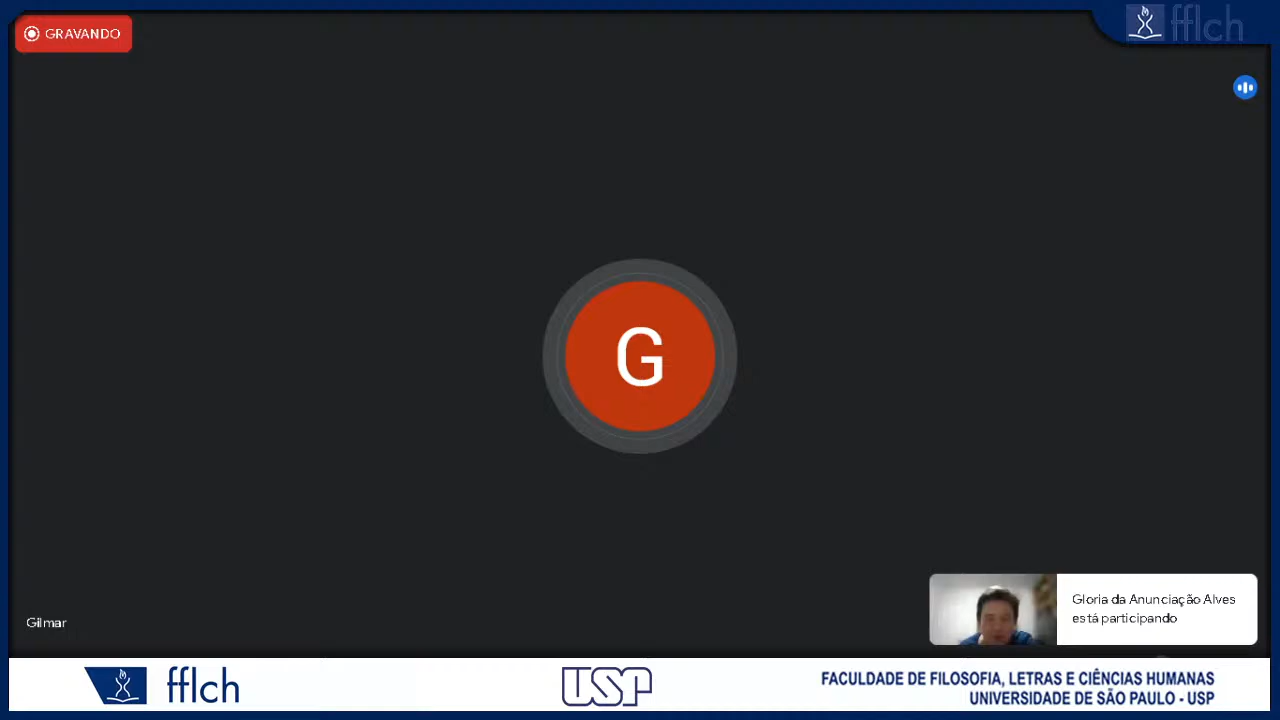 GRAVANDO
fflch
G
Gilmar
Gloria da Anunciação Alves
está participando
fflch
USP
FACULDADE DE FILOSOFIA, LETRAS E CIÊNCIAS HUMANAS
UNIVERSIDADE DE SÃO PAULO - USP